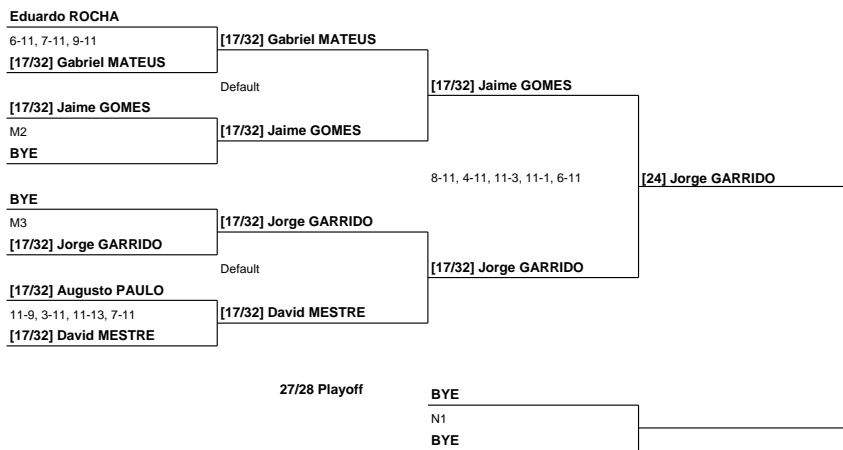 Eduardo ROCHA
6-11, 7-11, 9-11
[17/32] Gabriel MATEUS
[17/32] Gabriel MATEUS
Default
[17/32] Jaime GOMES
[17/32] Jaime GOMES
M2
[17/32] Jaime GOMES
BYE
8-11, 4-11, 11-3, 11-1, 6-11
[24] Jorge GARRIDO
BYE
M3
[17/32] Jorge GARRIDO
[17/32] Jorge GARRIDO
Default
[17/32] Jorge GARRIDO
[17/32] Augusto PAULO
11-9, 3-11, 11-13, 7-11
[17/32] David MESTRE
[17/32] David MESTRE
27/28 Playoff
BYE
N1
BYE